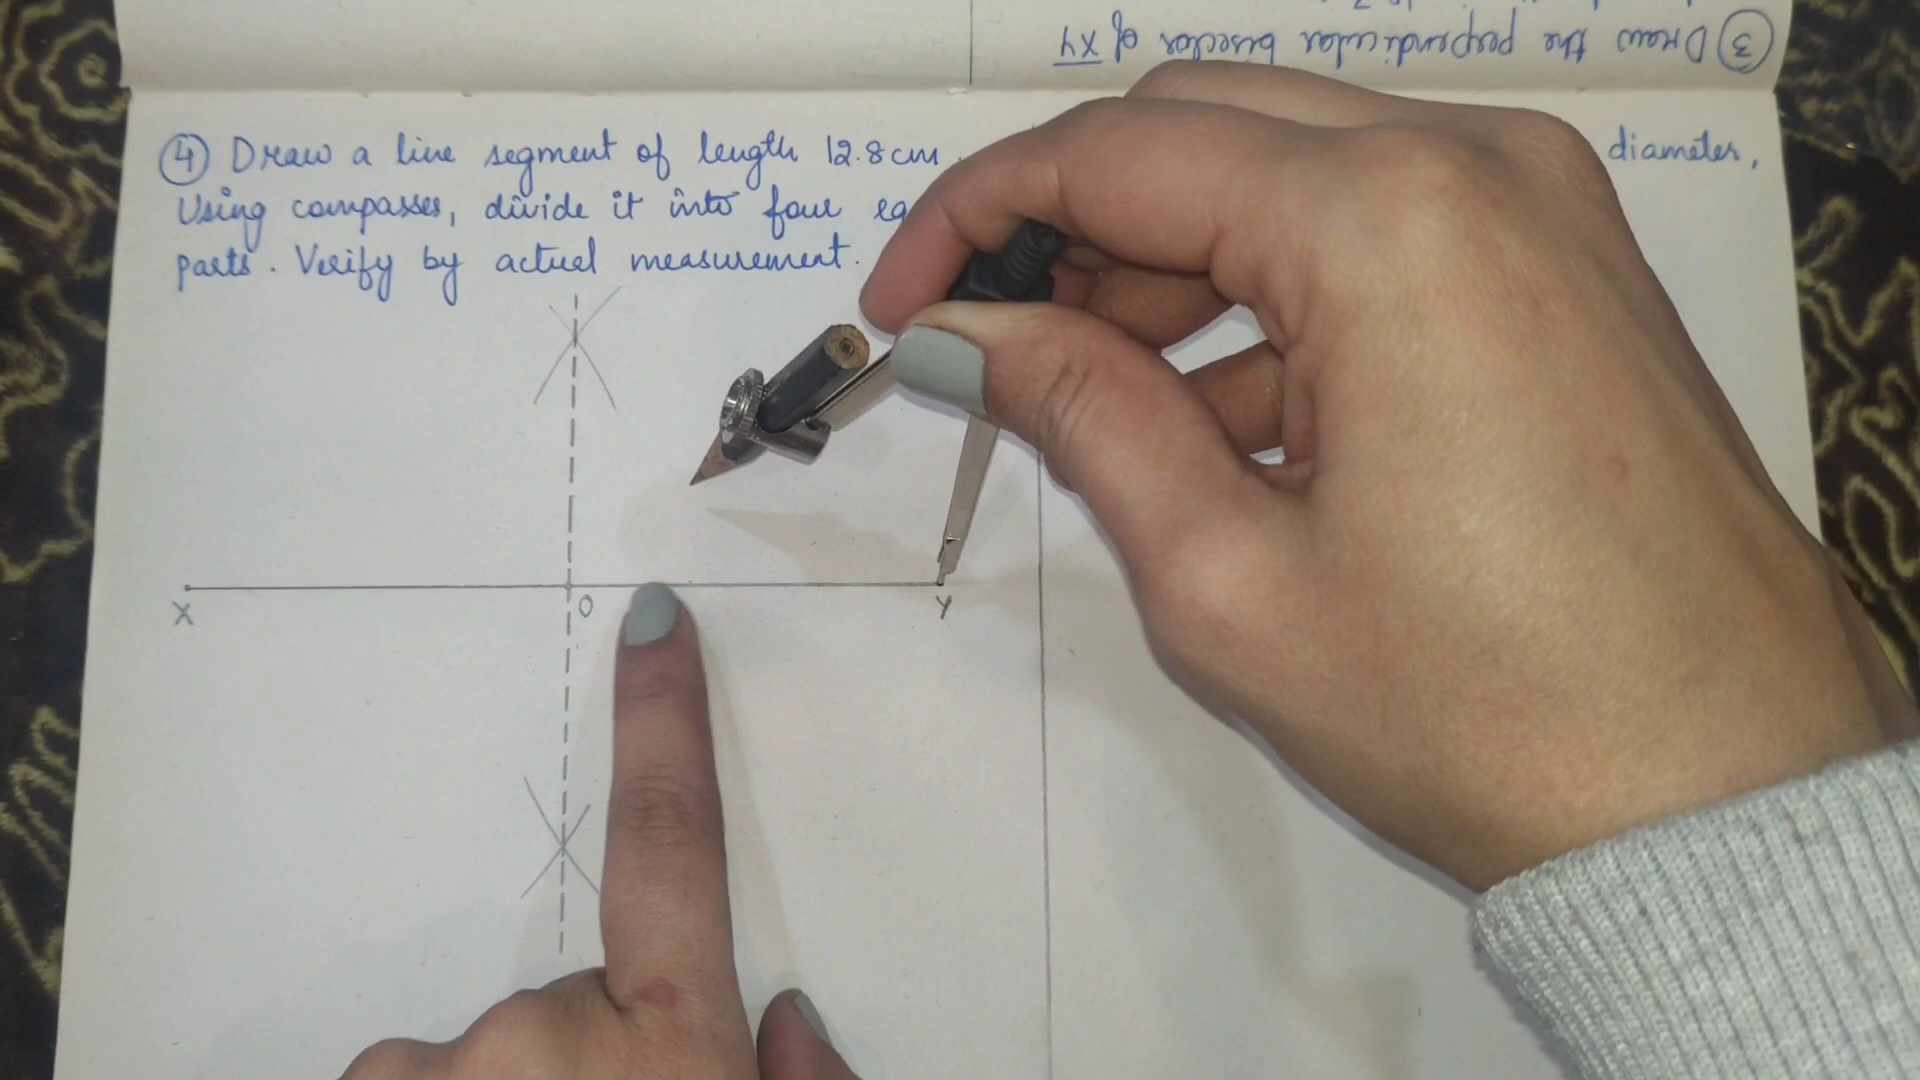 ③ Draw the perpendicular bisector of XY
④ Draw a line segment of length 12.8 cm.
diameter,
Using compasses, divide it into four
parts. Verify by actual measurement.
X
O
Y